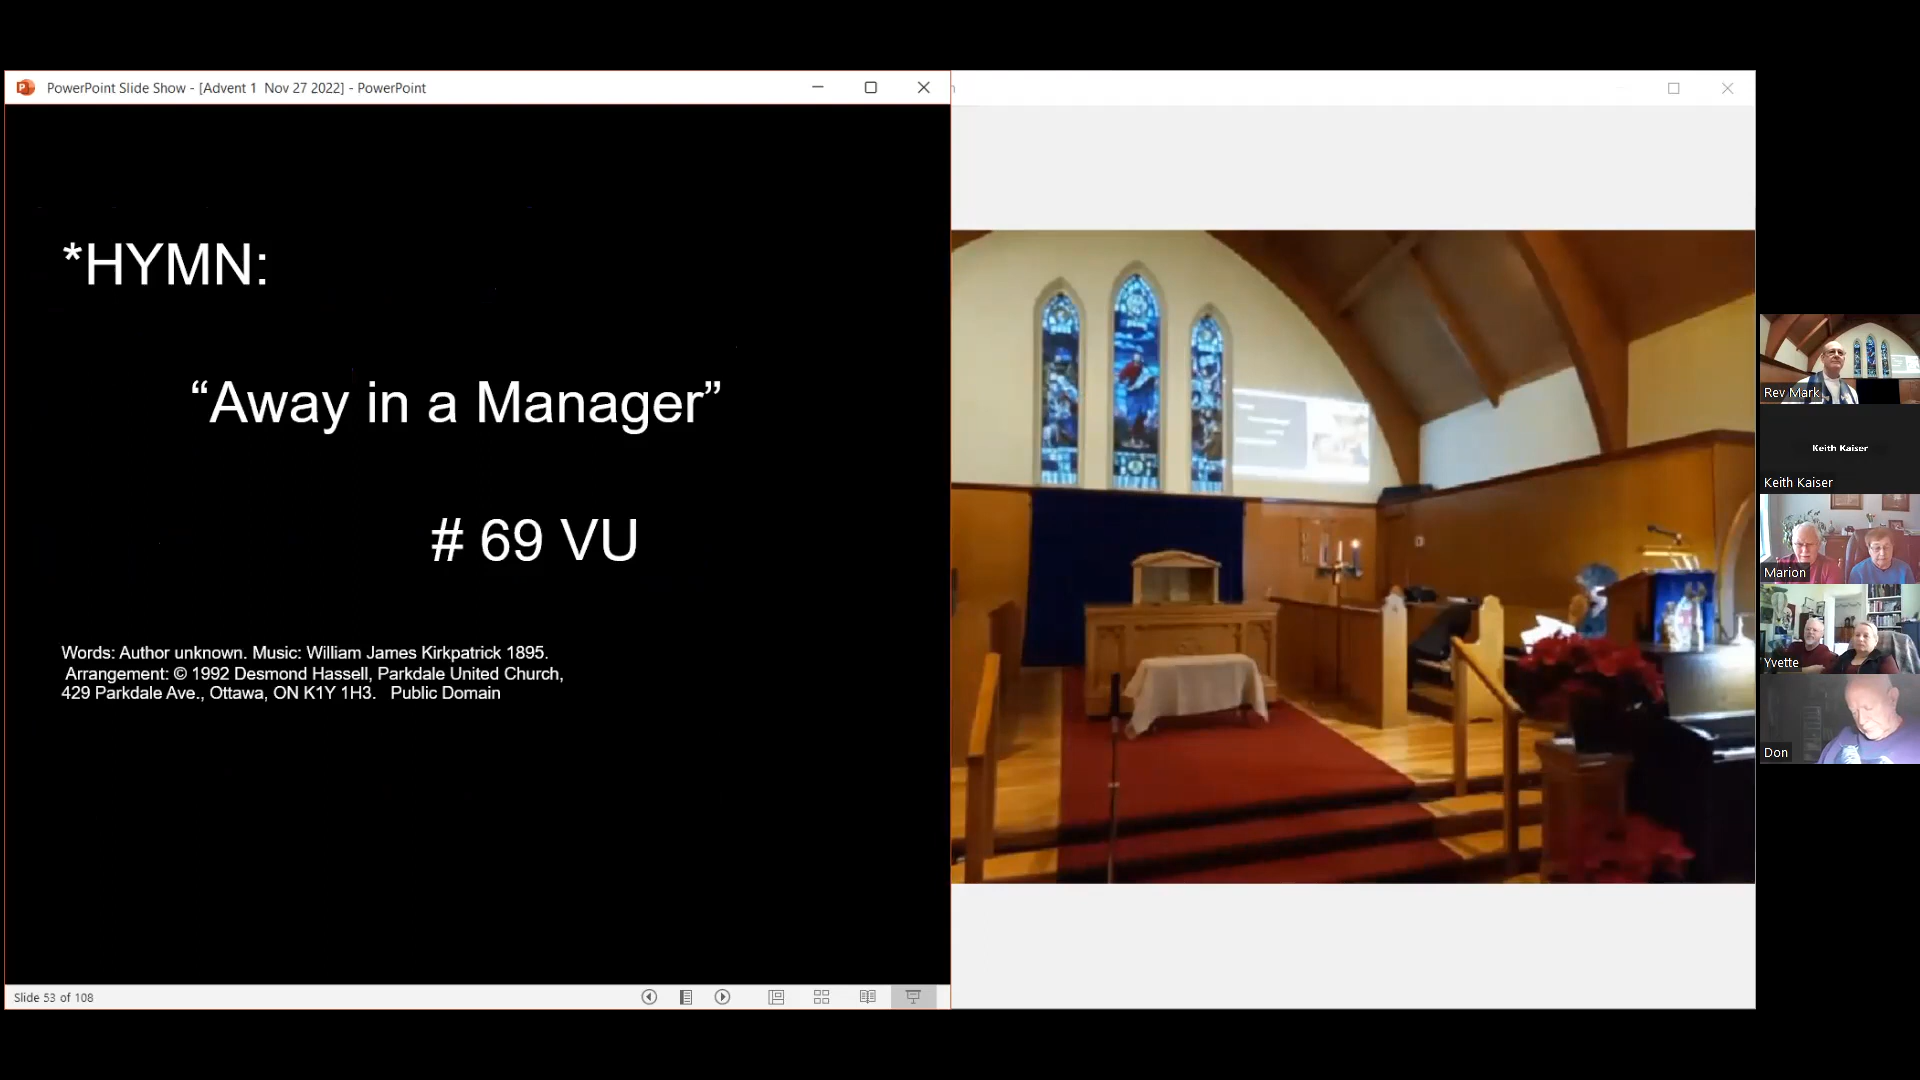 PowerPoint Slide Show - [Advent 1  Nov 27 2022] - PowerPoint
*HYMN:
“Away in a Manager”
# 69 VU
Words: Author unknown. Music: William James Kirkpatrick 1895.
Arrangement: © 1992 Desmond Hassell, Parkdale United Church,
429 Parkdale Ave., Ottawa, ON K1Y 1H3.   Public Domain
Slide 53 of 108
Rev Mark
Keith Kaiser
Keith Kaiser
Marion
Yvette
Don